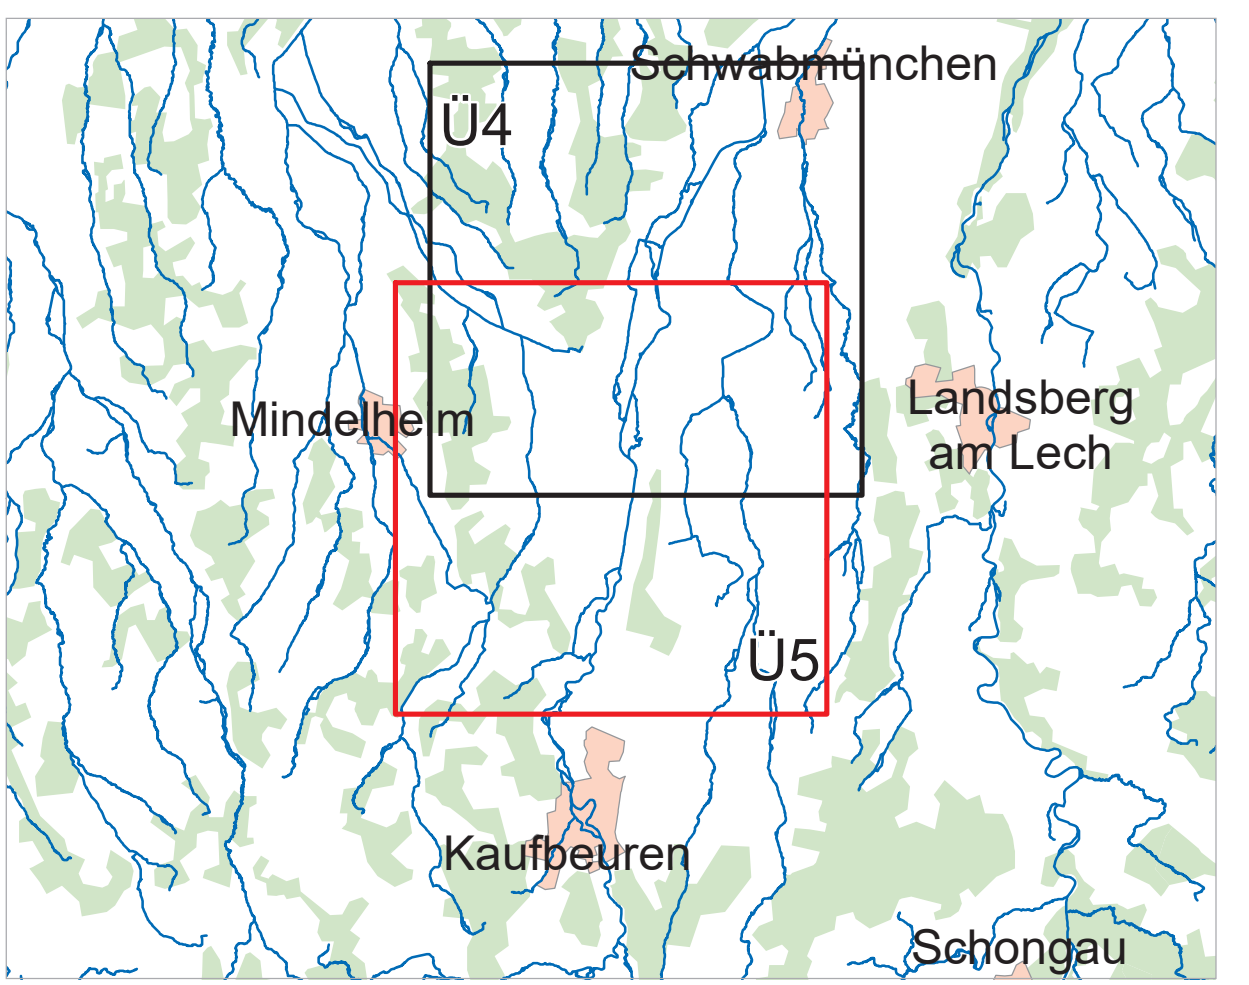 Schwabmünchen
Ü4
Mindelheim
Landsberg
am Lech
Ü5
Kaufbeuren
Schongau